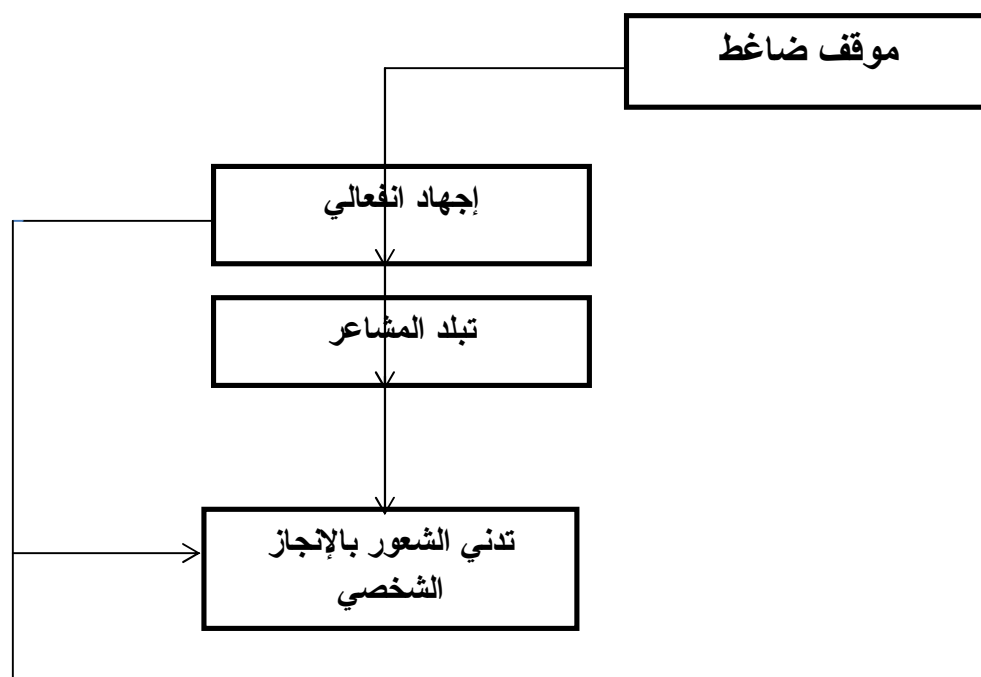 موقف ضاغط
إجهاد انفعالي
تبلد المشاعر
تدني الشعور بالإنجاز
الشخصي